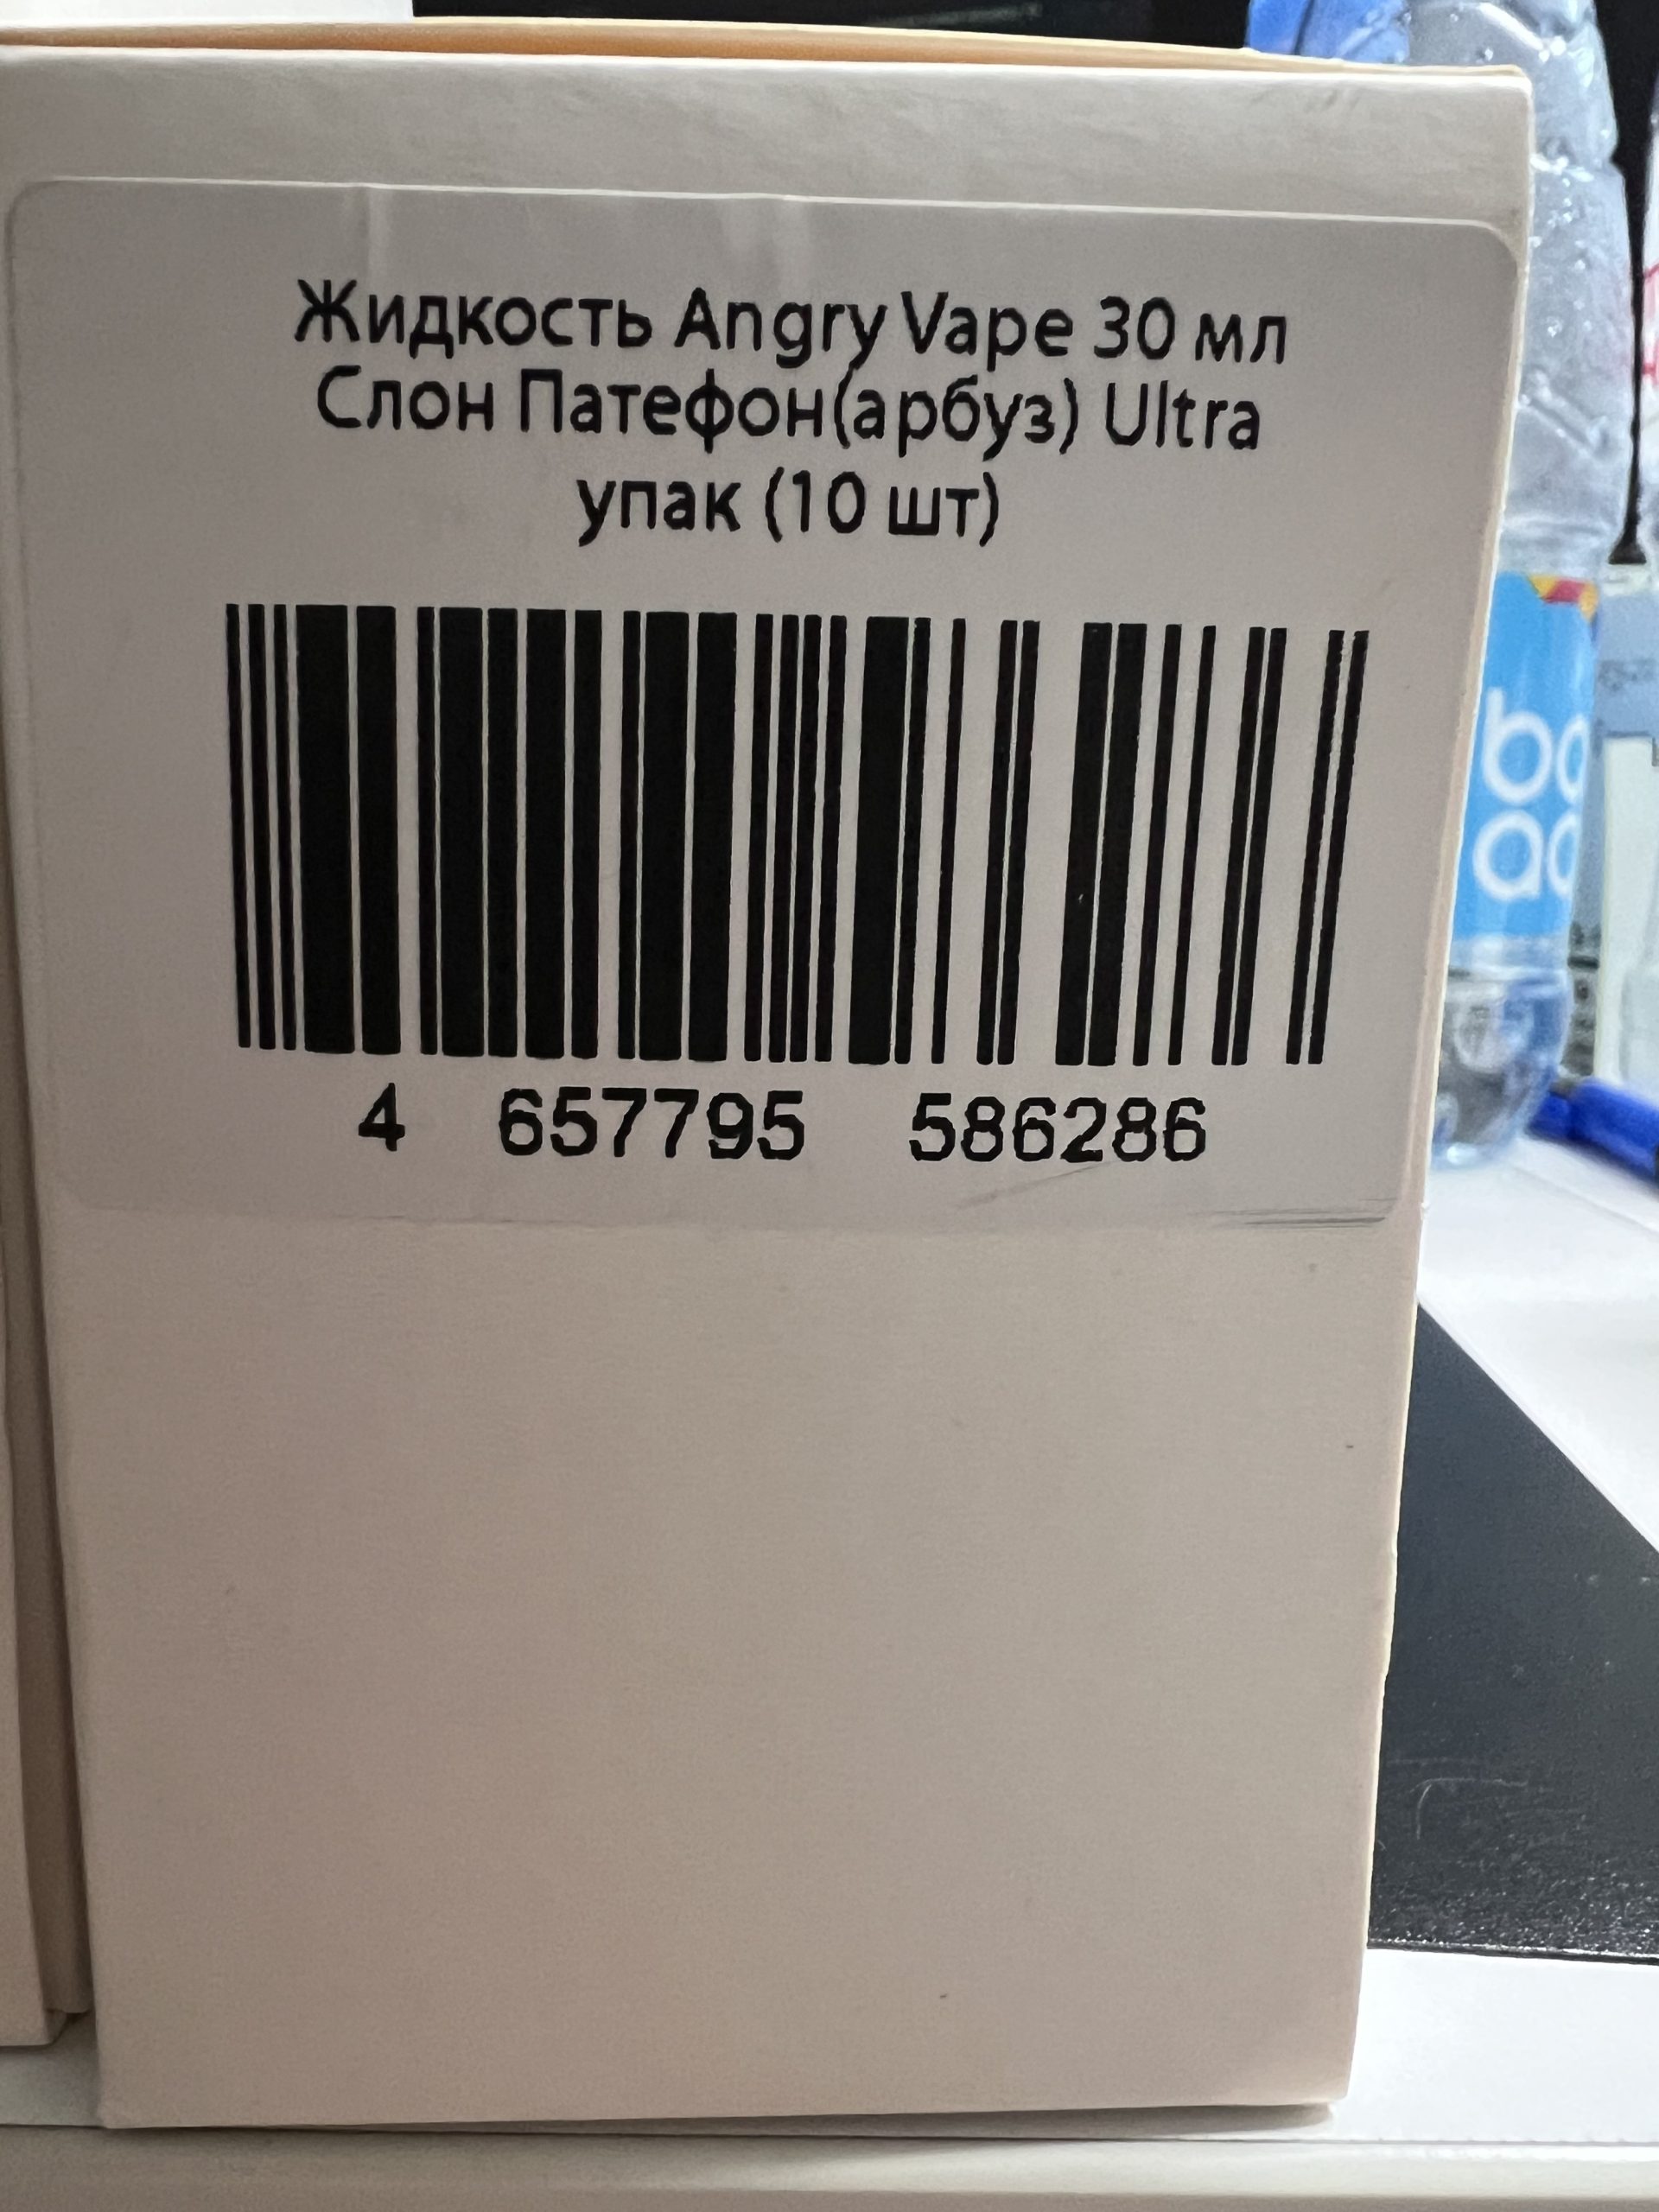 Жидкость Angry Vape 30 мл
Слон Патефон(арбуз) Ultra
упак (10 шт)
4 657795 586286